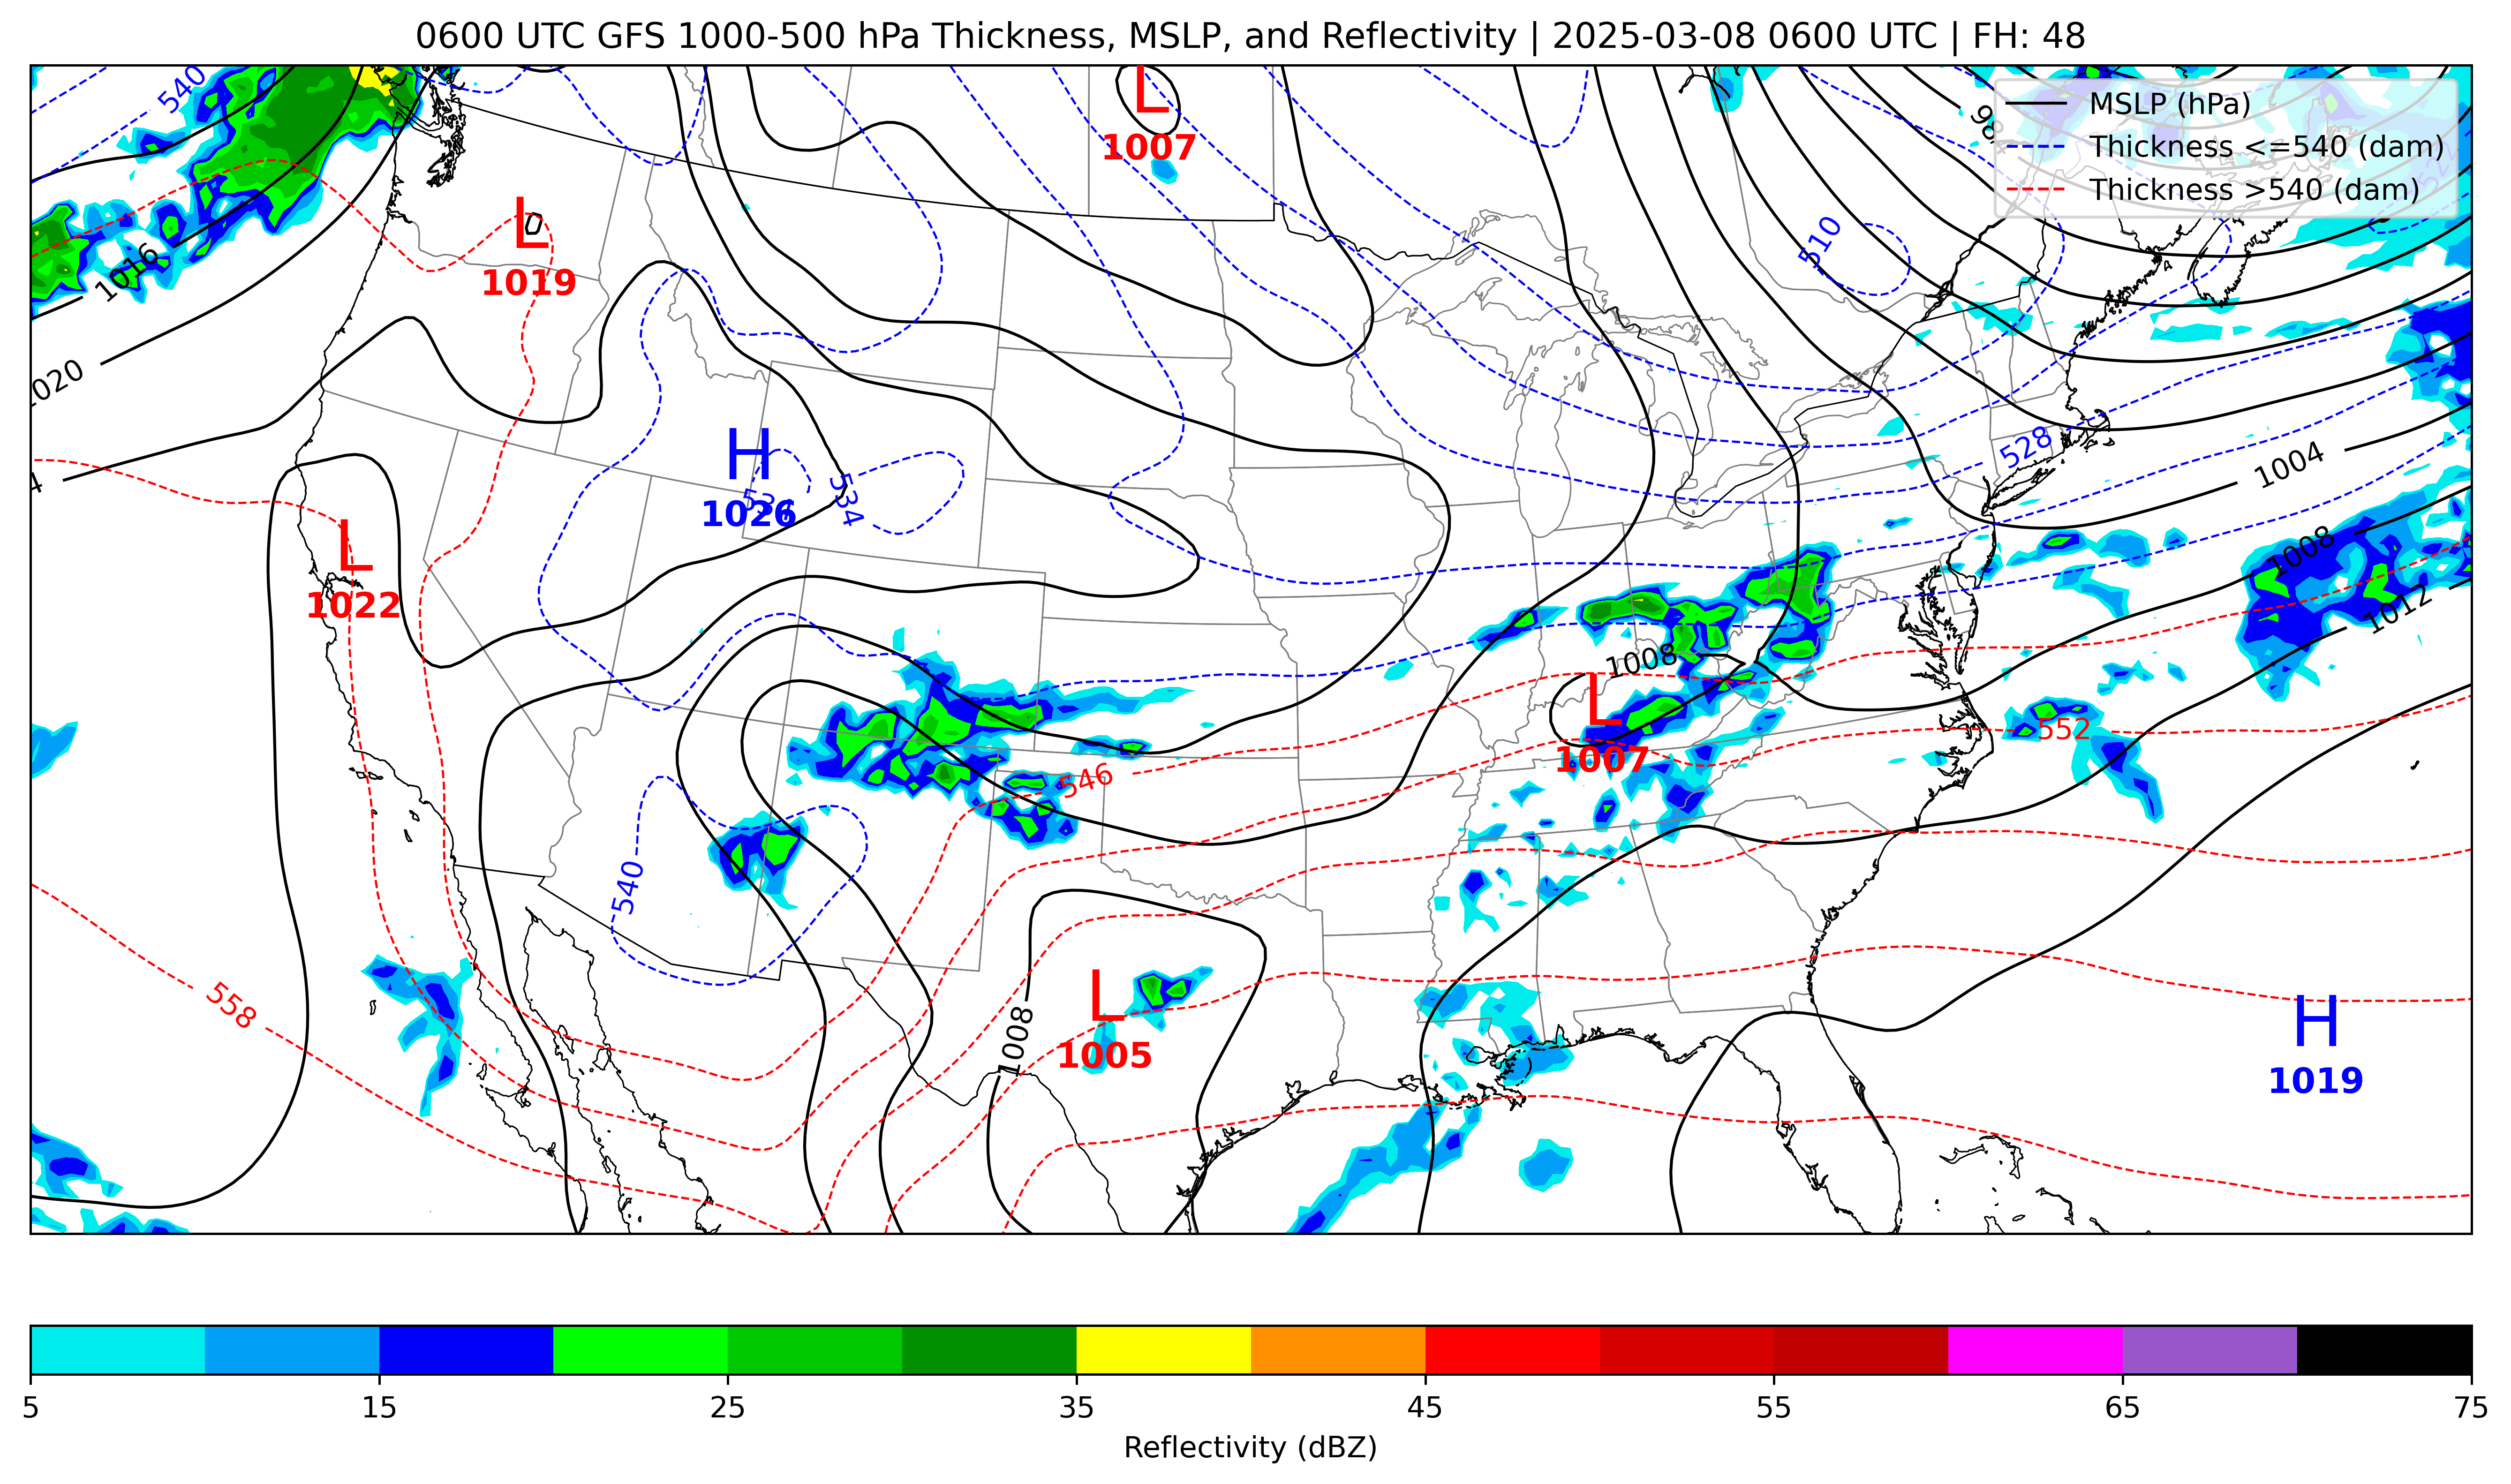 0600 UTC GFS 1000-500 hPa Thickness, MSLP, and Reflectivity | 2025-03-08 0600 UTC | FH: 48
MSLP (hPa)
Thickness <=540 (dam)
Thickness >540 (dam)
540
L
1007
L
1019
1016
510
1020
H
1026
534
528
1004
L
1022
1008
1012
1008
L
1007
552
546
540
558
L
1005
1008
H
1019
5 15 25 35 45 55 65 75
Reflectivity (dBZ)